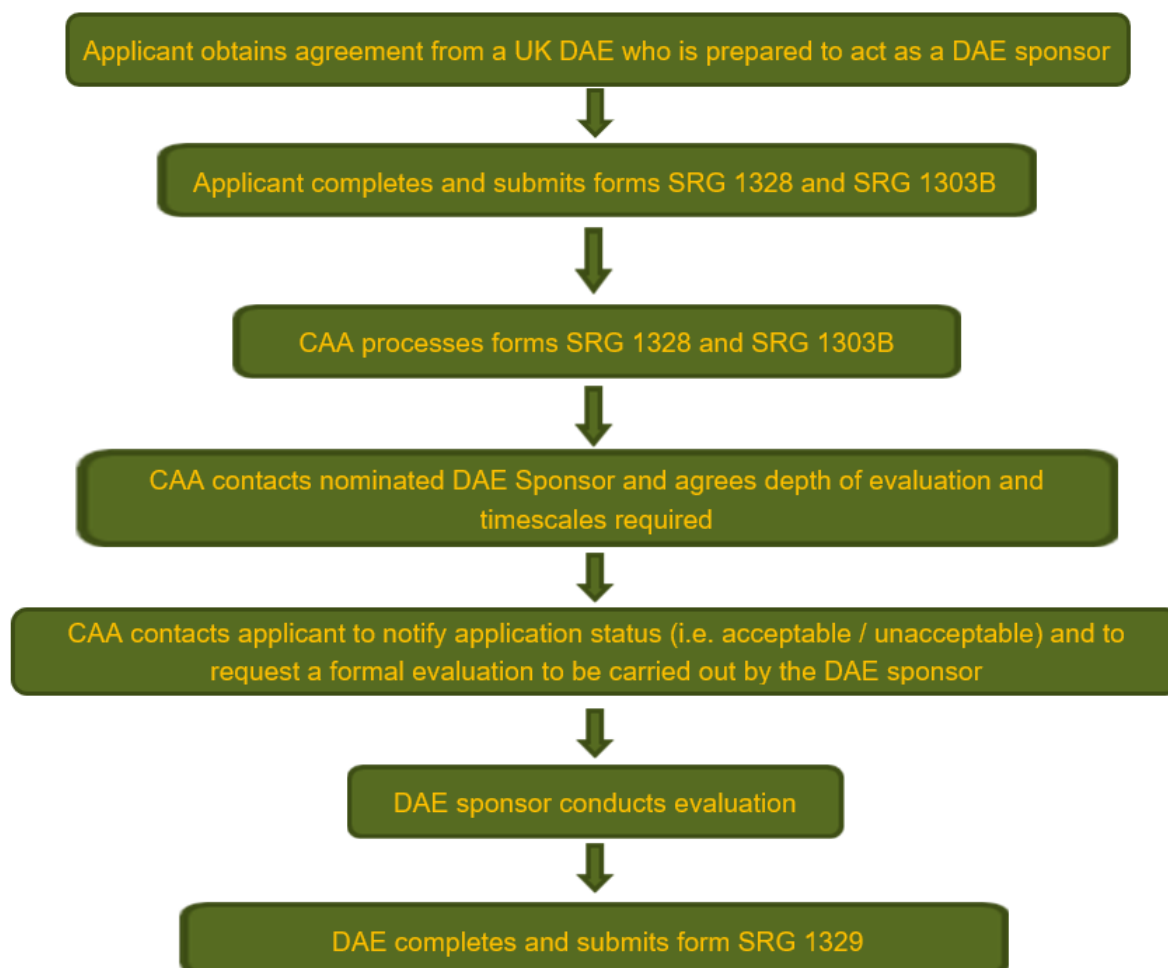 Applicant obtains agreement from a UK DAE who is prepared to act as a DAE sponsor
Applicant completes and submits forms SRG 1328 and SRG 1303B
CAA processes forms SRG 1328 and SRG 1303B
CAA contacts nominated DAE Sponsor and agrees depth of evaluation and
timescales required
CAA contacts applicant to notify application status (i.e. acceptable / unacceptable) and to
request a formal evaluation to be carried out by the DAE sponsor
DAE sponsor conducts evaluation
DAE completes and submits form SRG 1329